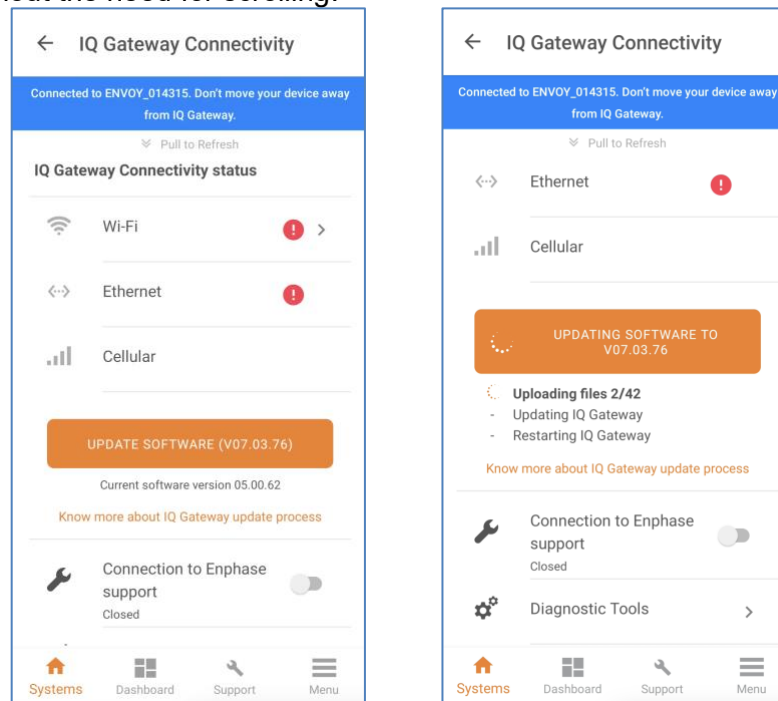 out the need for scrolling.
IQ Gateway Connectivity
Connected to ENVOY_014315. Don't move your device away
from IQ Gateway.
Pull to Refresh
IQ Gateway Connectivity status
Wi-Fi
Ethernet
Cellular
UPDATE SOFTWARE (V07.03.76)
Current software version 05.00.62
Know more about IQ Gateway update process
Connection to Enphase
support
Closed
Systems
Dashboard
Support
Menu
IQ Gateway Connectivity
Connected to ENVOY_014315. Don't move your device away
from IQ Gateway.
Pull to Refresh
Ethernet
Cellular
UPDATING SOFTWARE TO
V07.03.76
Uploading files 2/42
- Updating IQ Gateway
- Restarting IQ Gateway
Know more about IQ Gateway update process
Connection to Enphase
support
Closed
Diagnostic Tools
Systems
Dashboard
Support
Menu